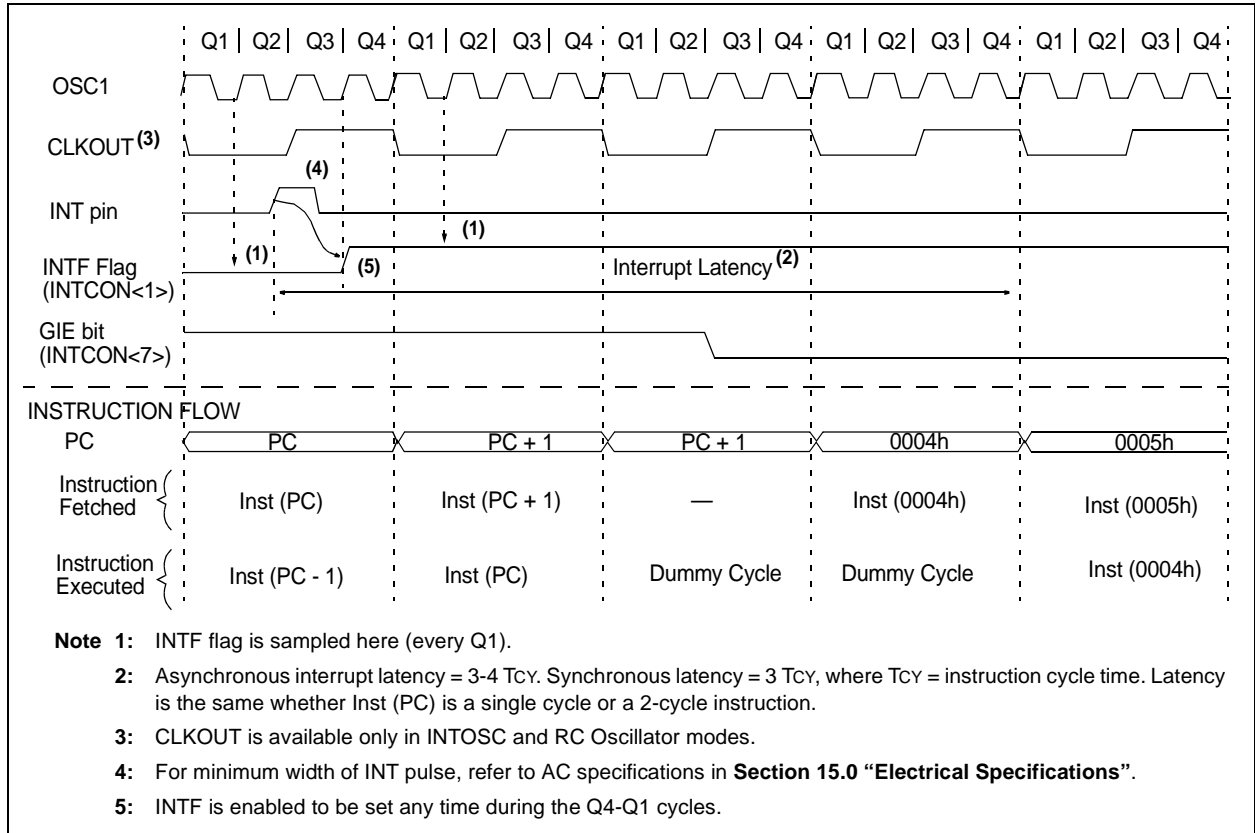 Q1 | Q2 | Q3 | Q4 Q1 | Q2 | Q3 | Q4 Q1 | Q2 | Q3 | Q4 Q1 | Q2 | Q3 | Q4 Q1 | Q2 | Q3 | Q4
OSC1
CLKOUT (3)
(4)
INT pin
(1)
(1)
INTF Flag
(INTCON<1>)
(5)
Interrupt Latency (2)
GIE bit
(INTCON<7>)
INSTRUCTION FLOW
PC PC PC + 1 PC + 1 0004h 0005h
Instruction
Fetched
Inst (PC) Inst (PC + 1) — Inst (0004h) Inst (0005h)
Instruction
Executed
Inst (PC - 1) Inst (PC) Dummy Cycle Dummy Cycle Inst (0004h)
Note 1: INTF flag is sampled here (every Q1).
2: Asynchronous interrupt latency = 3-4 TCY. Synchronous latency = 3 TCY, where TCY = instruction cycle time. Latency
is the same whether Inst (PC) is a single cycle or a 2-cycle instruction.
3: CLKOUT is available only in INTOSC and RC Oscillator modes.
4: For minimum width of INT pulse, refer to AC specifications in Section 15.0 “Electrical Specifications”.
5: INTF is enabled to be set any time during the Q4-Q1 cycles.